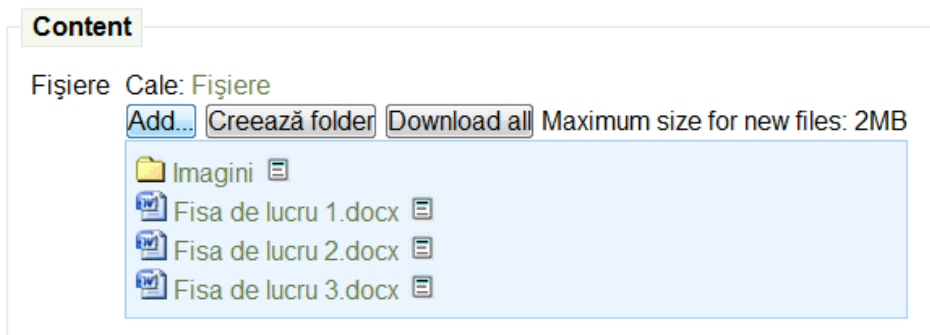 Content
Fişiere Cale: Fişiere
Add... Creează folder Download all Maximum size for new files: 2MB
Imagini
Fisa de lucru 1.docx
Fisa de lucru 2.docx
Fisa de lucru 3.docx